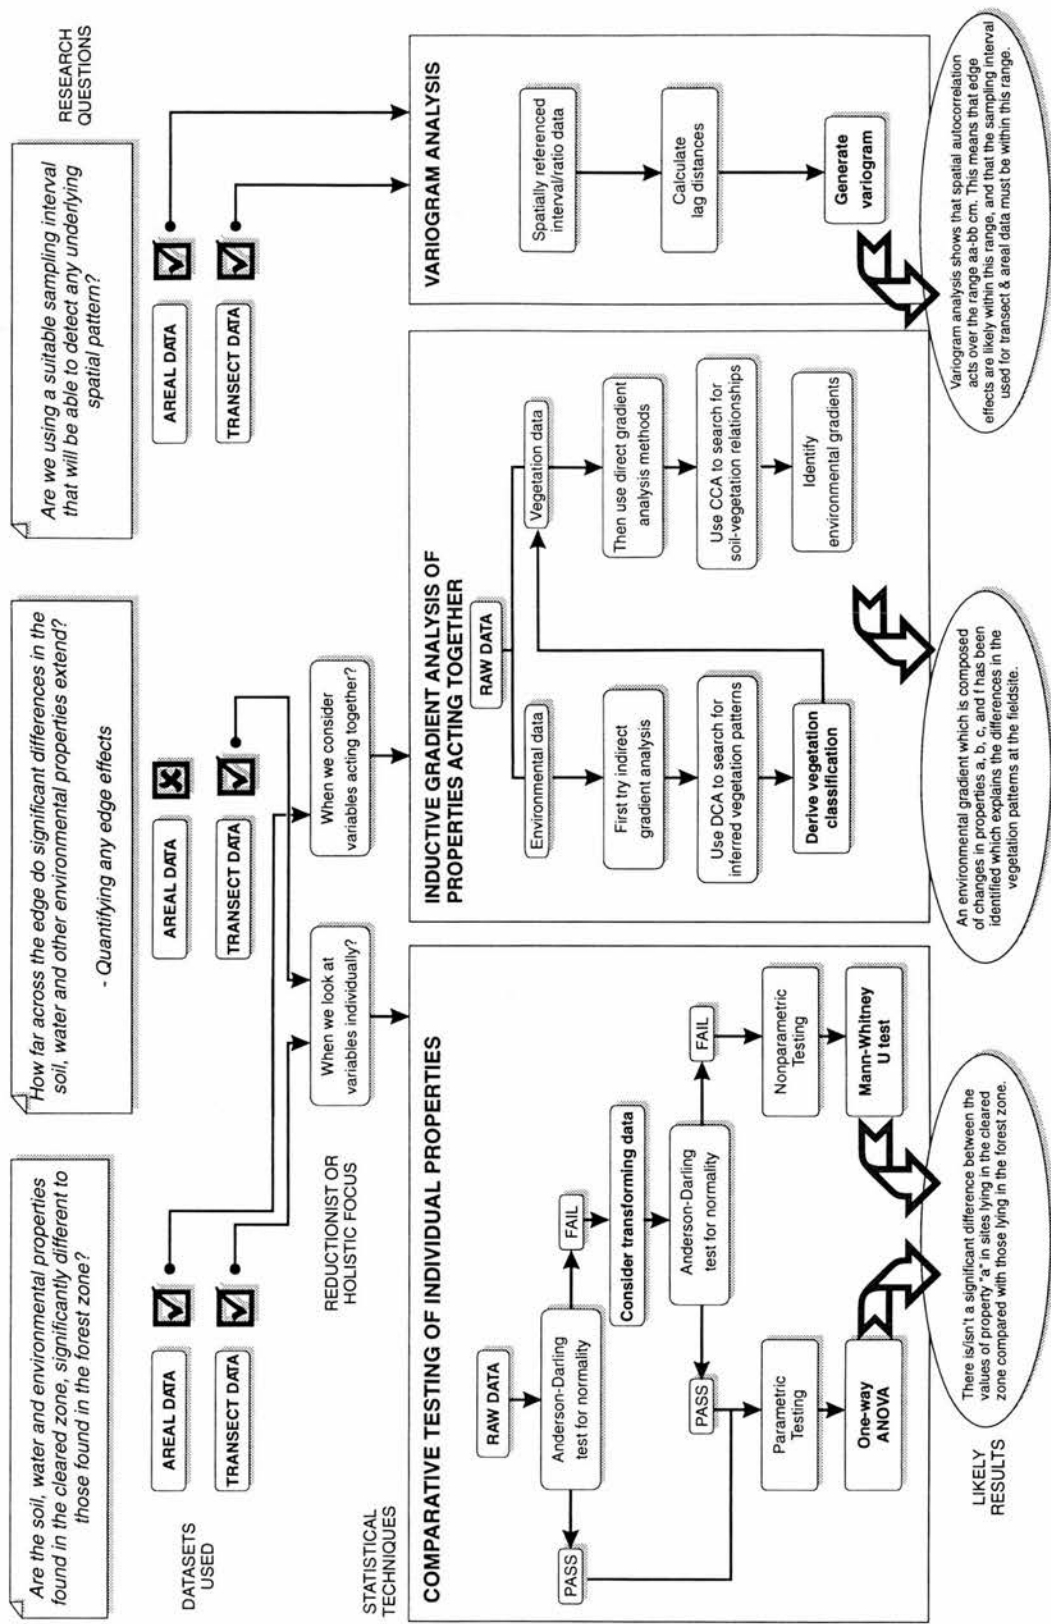 RESEARCH
QUESTIONS
Are the soil, water and environmental properties
found in the cleared zone, significantly different to
those found in the forest zone?
How far across the edge do significant differences in the
soil, water and other environmental properties extend?
- Quantifying any edge effects
Are we using a suitable sampling interval
that will be able to detect any underlying
spatial pattern?
DATASETS
USED
AREAL DATA
TRANSECT DATA
AREAL DATA
TRANSECT DATA
AREAL DATA
TRANSECT DATA
REDUCTIONIST OR
HOLISTIC FOCUS
When we look at
variables individually?
When we consider
variables acting together?
STATISTICAL
TECHNIQUES
COMPARATIVE TESTING OF INDIVIDUAL PROPERTIES
RAW DATA
Anderson-Darling
test for normality
PASS
FAIL
Consider transforming data
Anderson-Darling
test for normality
PASS
FAIL
Parametric
Testing
Nonparametric
Testing
One-way
ANOVA
Mann-Whitney
U test
INDUCTIVE GRADIENT ANALYSIS OF
PROPERTIES ACTING TOGETHER
RAW DATA
Environmental data
Vegetation data
First try indirect
gradient analysis
Then use direct gradient
analysis methods
Use DCA to search for
inferred vegetation patterns
Use CCA to search for
soil-vegetation relationships
Derive vegetation
classification
Identify
environmental gradients
VARIOGRAM ANALYSIS
Spatially referenced
interval/ratio data
Calculate
lag distances
Generate
variogram
LIKELY
RESULTS
There is/isn't a significant difference between the
values of property "a" in sites lying in the cleared
zone compared with those lying in the forest zone.
An environmental gradient which is composed
of changes in properties a, b, c, and f has been
identified which explains the differences in the
vegetation patterns at the fieldsite.
Variogram analysis shows that spatial autocorrelation
acts over the range aa-bb cm. This means that edge
effects are likely within this range, and that the sampling interval
used for transect & areal data must be within this range.